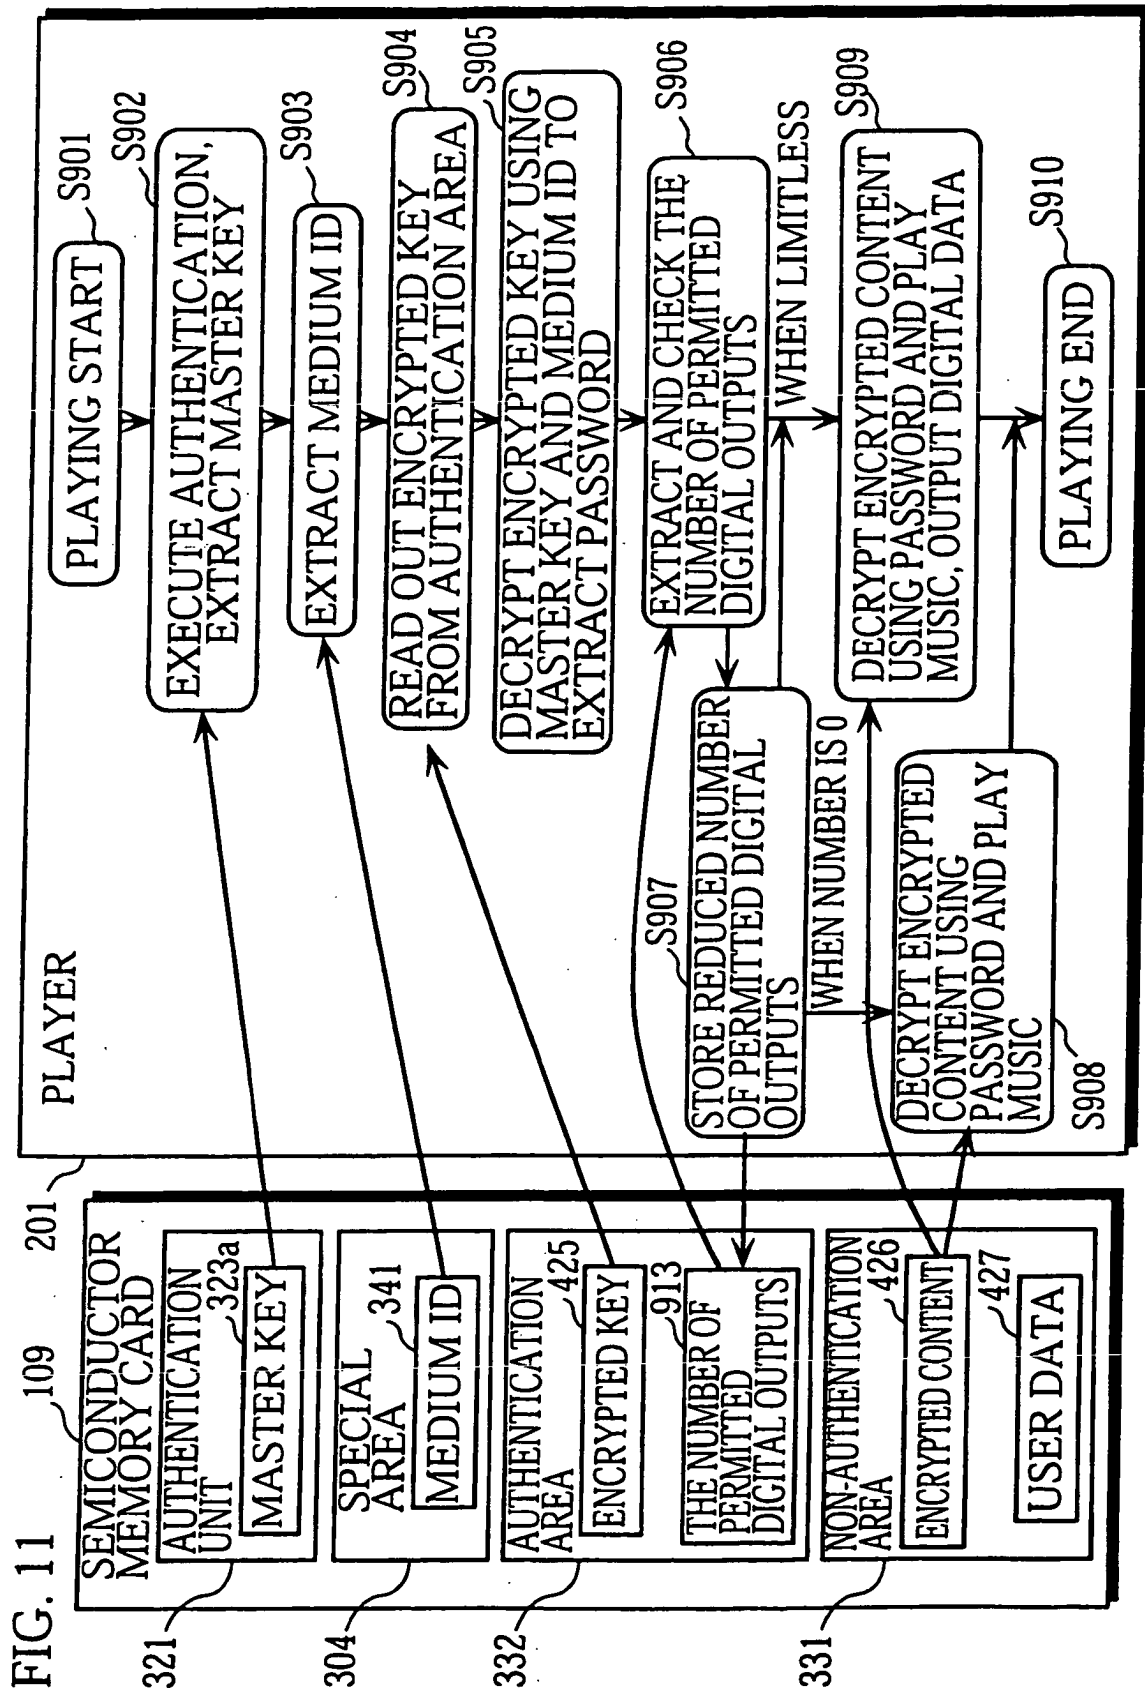 FIG. 11
109
SEMICONDUCTOR
MEMORY CARD
321
AUTHENTICATION
UNIT
323a
MASTER KEY
304
SPECIAL
AREA
341
MEDIUM ID
332
AUTHENTICATION
AREA
425
ENCRYPTED KEY
913
THE NUMBER OF
PERMITTED
DIGITAL OUTPUTS
331
NON-AUTHENTICATION
AREA
426
ENCRYPTED CONTENT
427
USER DATA
201
PLAYER
PLAYING START
S901
EXECUTE AUTHENTICATION,
EXTRACT MASTER KEY
S902
EXTRACT MEDIUM ID
S903
READ OUT ENCRYPTED KEY
FROM AUTHENTICATION AREA
S904
DECRYPT ENCRYPTED KEY USING
MASTER KEY AND MEDIUM ID TO
EXTRACT PASSWORD
S905
EXTRACT AND CHECK THE
NUMBER OF PERMITTED
DIGITAL OUTPUTS
S906
S907
STORE REDUCED NUMBER
OF PERMITTED DIGITAL
OUTPUTS
WHEN LIMITLESS
WHEN NUMBER IS 0
DECRYPT ENCRYPTED CONTENT
USING PASSWORD AND PLAY
MUSIC, OUTPUT DIGITAL DATA
S909
DECRYPT ENCRYPTED
CONTENT USING
PASSWORD AND PLAY
MUSIC
S908
PLAYING END
S910